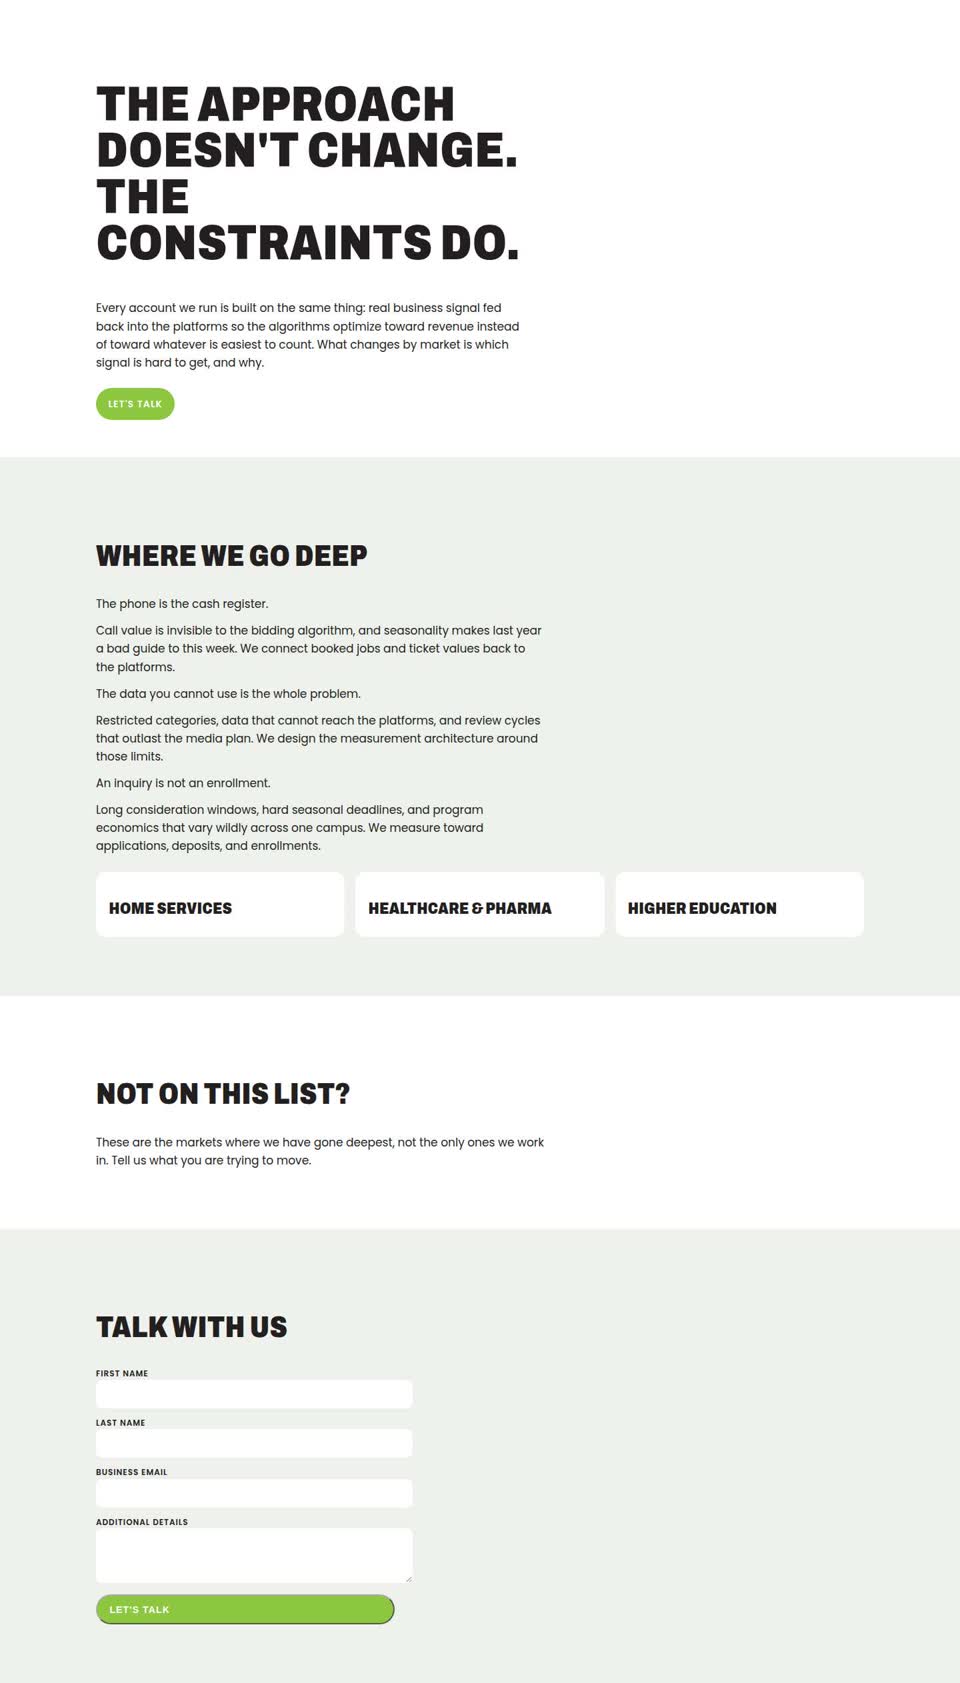 THE APPROACH
DOESN'T CHANGE.
THE
CONSTRAINTS DO.
Every account we run is built on the same thing: real business signal fed
back into the platforms so the algorithms optimize toward revenue instead
of toward whatever is easiest to count. What changes by market is which
signal is hard to get, and why.
LET'S TALK
WHERE WE GO DEEP
The phone is the cash register.
Call value is invisible to the bidding algorithm, and seasonality makes last year
a bad guide to this week. We connect booked jobs and ticket values back to
the platforms.
The data you cannot use is the whole problem.
Restricted categories, data that cannot reach the platforms, and review cycles
that outlast the media plan. We design the measurement architecture around
those limits.
An inquiry is not an enrollment.
Long consideration windows, hard seasonal deadlines, and program
economics that vary wildly across one campus. We measure toward
applications, deposits, and enrollments.
HOME SERVICES
HEALTHCARE & PHARMA
HIGHER EDUCATION
NOT ON THIS LIST?
These are the markets where we have gone deepest, not the only ones we work
in. Tell us what you are trying to move.
TALK WITH US
FIRST NAME
LAST NAME
BUSINESS EMAIL
ADDITIONAL DETAILS
LET'S TALK